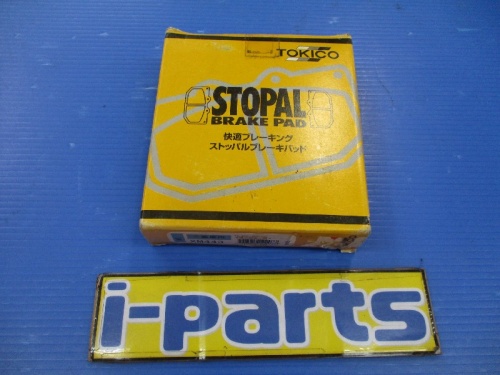 TOKICO
STOPAL
BRAKE PAD
快適ブレーキング
ストッパルブレーキパッド
i-parts